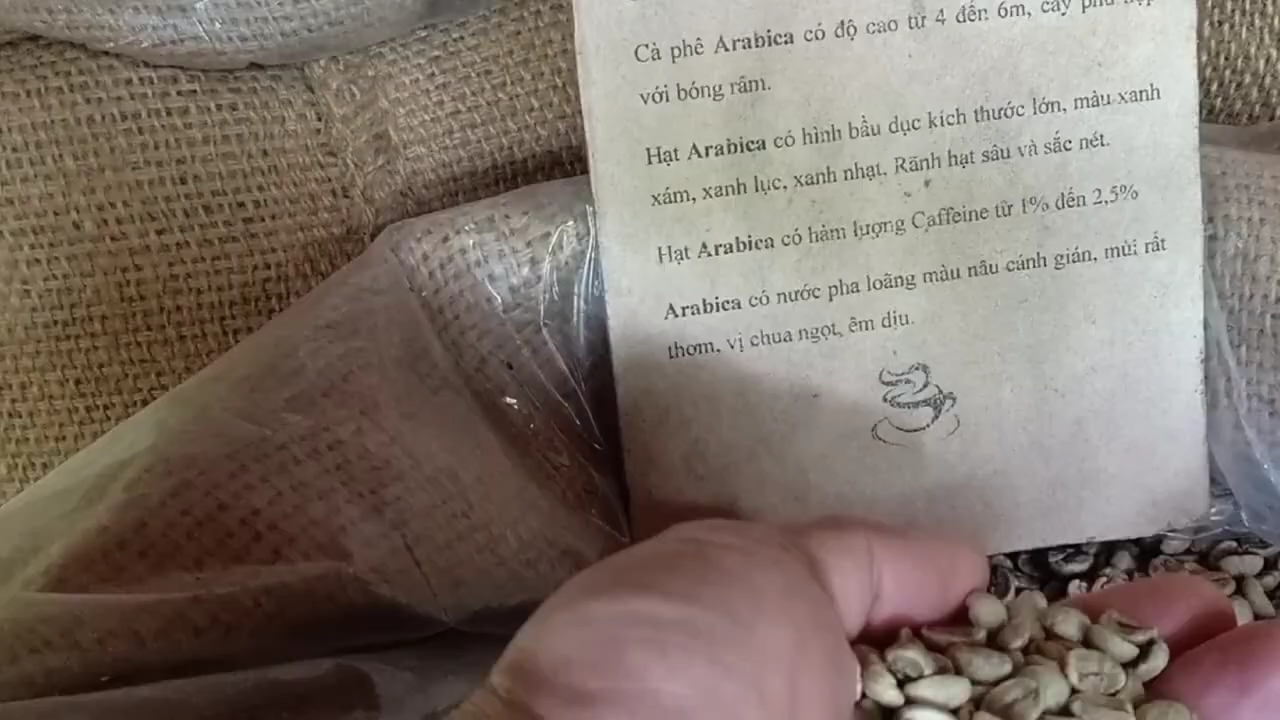 Cà phê Arabica có độ cao từ 4 đến 6m, cây phù hợp
với bóng râm.
Hạt Arabica có hình bầu dục kích thước lớn, màu xanh
xám, xanh lục, xanh nhạt. Rãnh hạt sâu và sắc nét.
Hạt Arabica có hàm lượng Caffeine từ 1% đến 2,5%
Arabica có nước pha loãng màu nâu cánh gián, mùi rất
thơm, vị chua ngọt, êm dịu.